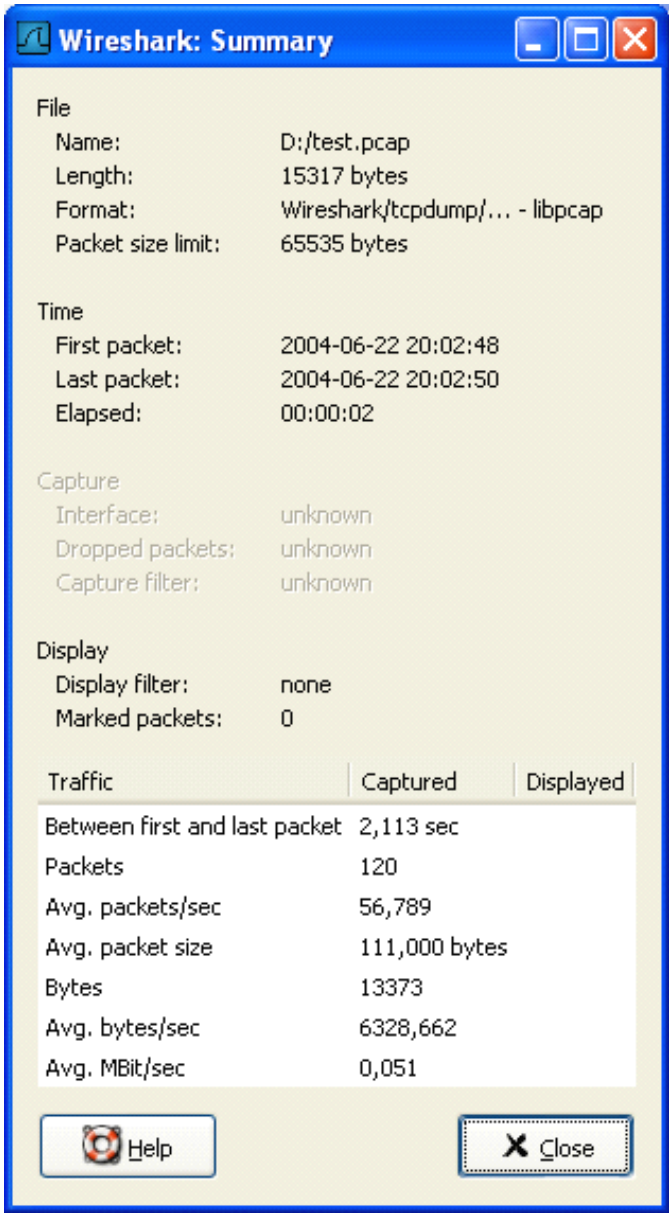 Wireshark: Summary
File
Name: D:/test.pcap
Length: 15317 bytes
Format: Wireshark/tcpdump/... - libpcap
Packet size limit: 65535 bytes
Time
First packet: 2004-06-22 20:02:48
Last packet: 2004-06-22 20:02:50
Elapsed: 00:00:02
Capture
Interface: unknown
Dropped packets: unknown
Capture filter: unknown
Display
Display filter: none
Marked packets: 0
Traffic Captured Displayed
Between first and last packet 2,113 sec
Packets 120
Avg. packets/sec 56,789
Avg. packet size 111,000 bytes
Bytes 13373
Avg. bytes/sec 6328,662
Avg. MBit/sec 0,051
Help Close